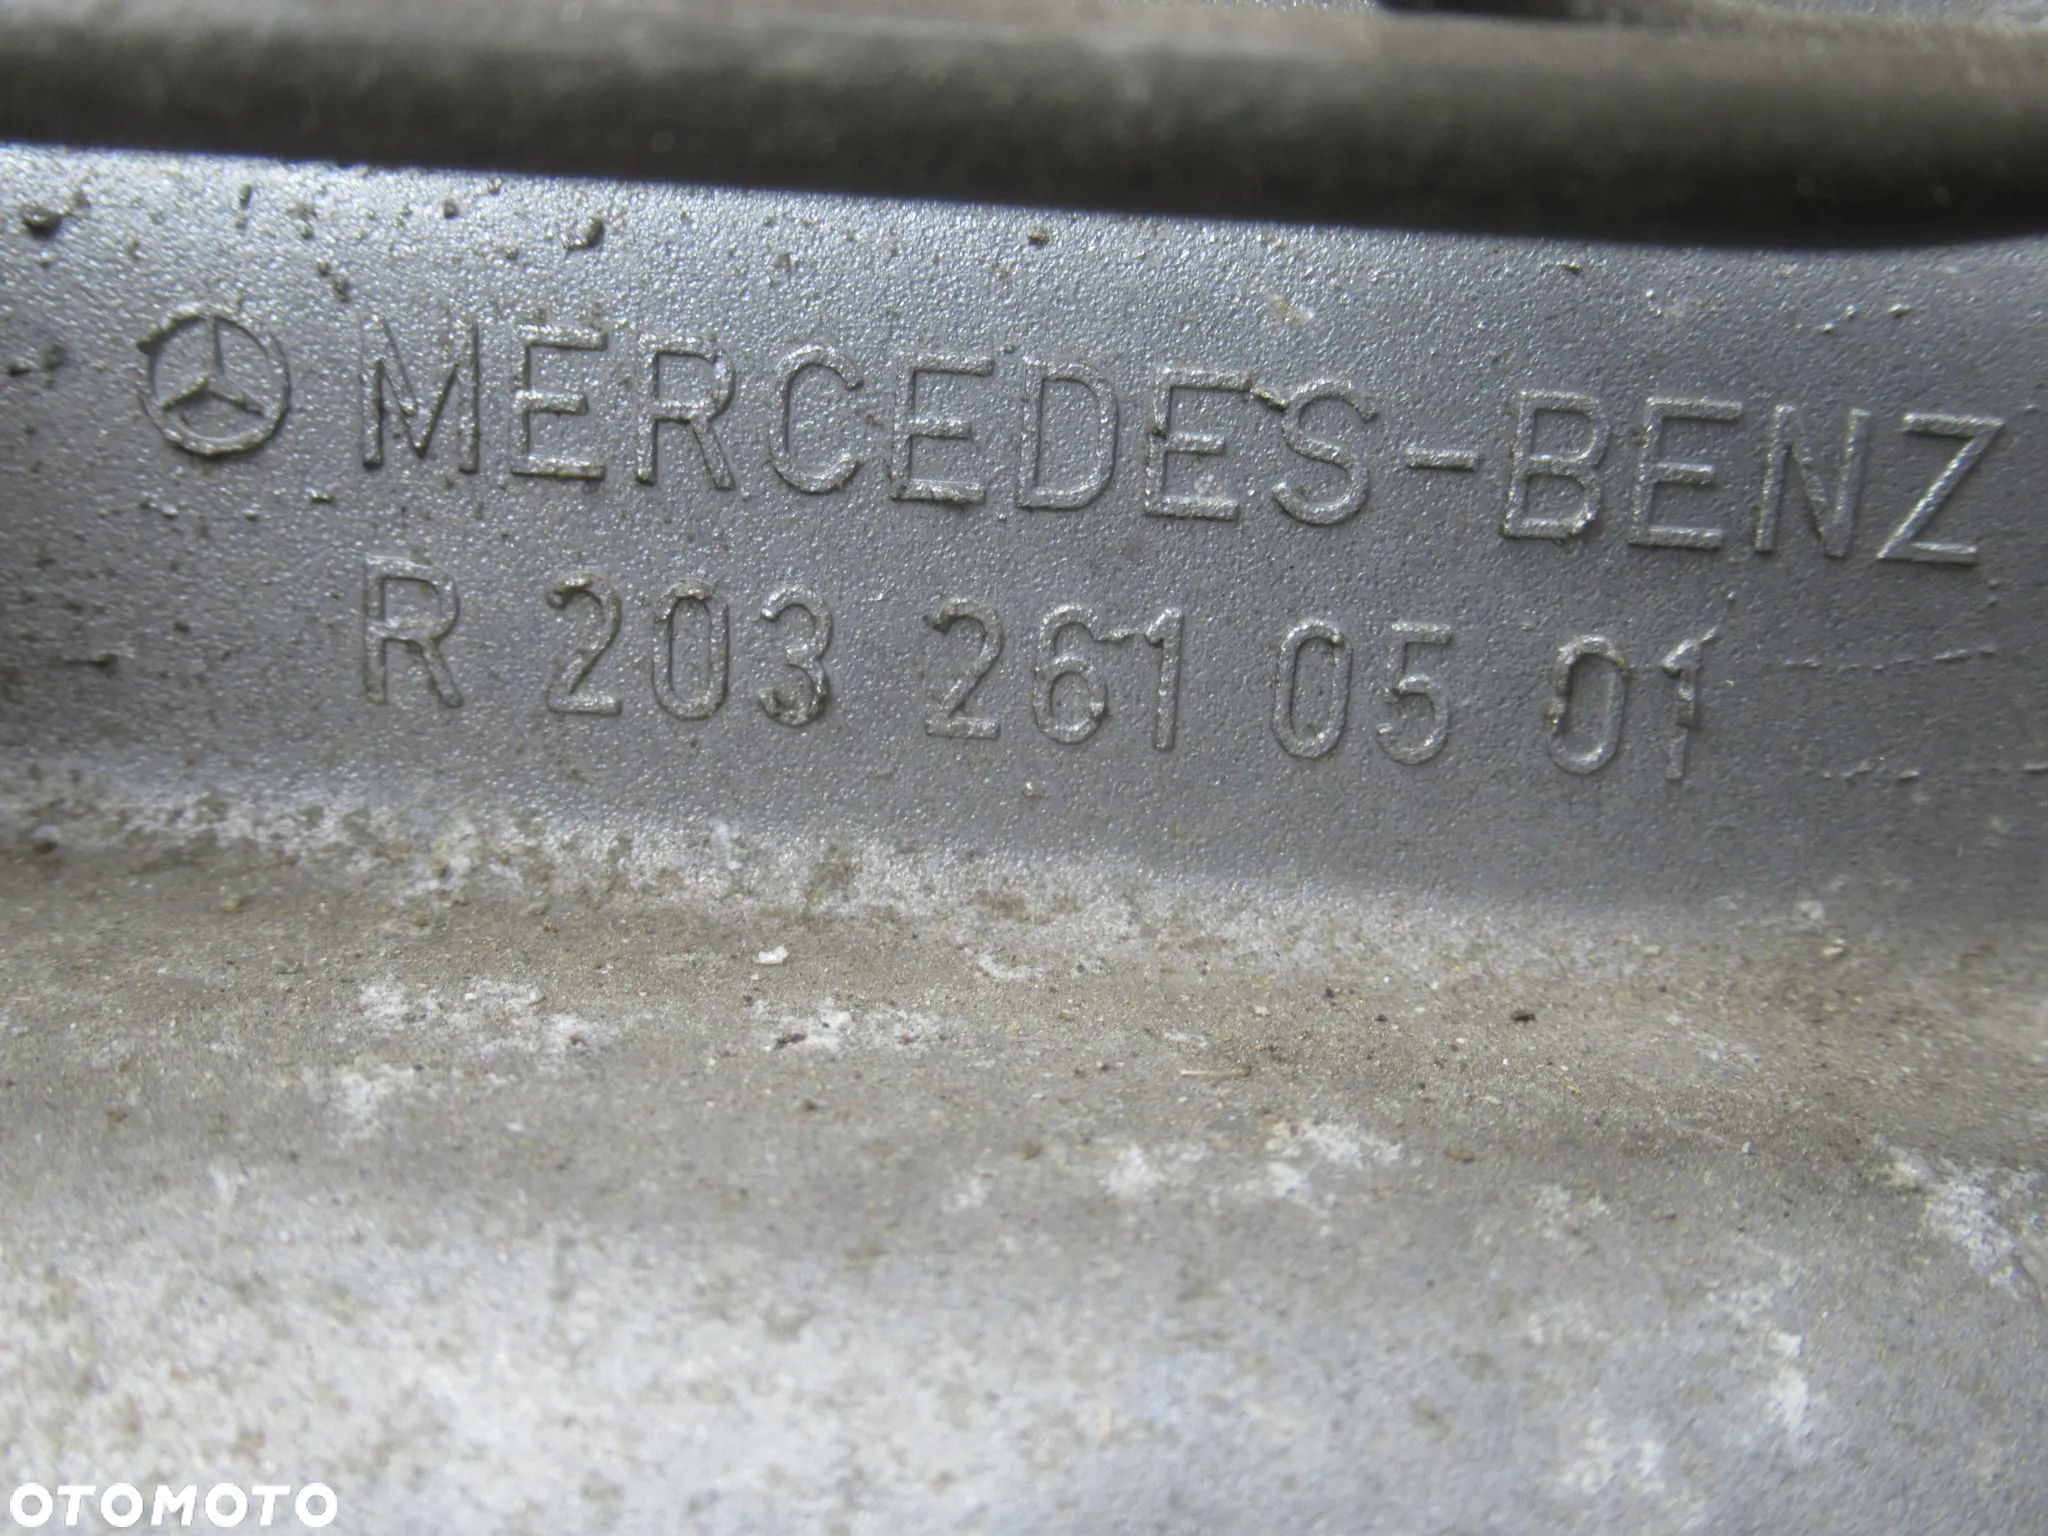 MERCEDES-BENZ
R 203 261 05 01
OTOMOTO